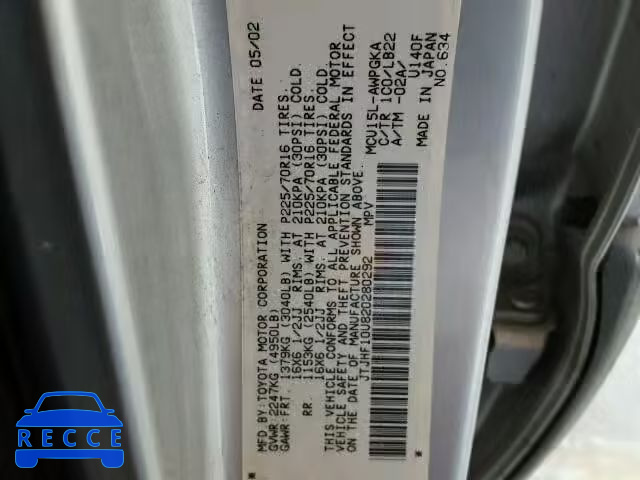 MFD.BY:TOYOTA MOTOR CORPORATION DATE 05/02
GVWR:2247KG(4950LB)
GAWR:FRT. 1379KG (3040LB) WITH P225/70R16 TIRES,
16X6 1/2JJ RIMS, AT 210KPA (30PSI) COLD.
RR. 1153KG (2540LB) WITH P225/70R16 TIRES,
16X6 1/2JJ RIMS, AT 210KPA (30PSI) COLD.
THIS VEHICLE CONFORMS TO ALL APPLICABLE FEDERAL MOTOR
VEHICLE SAFETY AND THEFT PREVENTION STANDARDS IN EFFECT
ON THE DATE OF MANUFACTURE SHOWN ABOVE.
JTJHF10U820280292 MPV
MCU15L-AWPGKA
C/TR 1C0/LB22
A/TM -02A/ U140F
MADE IN JAPAN
NO.634
* *
RECCE